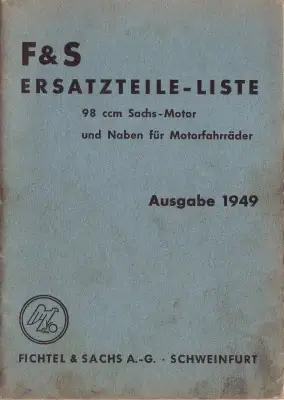 F&S
ERSATZTEILE-LISTE
98 ccm Sachs-Motor
und Naben für Motorfahrräder
Ausgabe 1949
FICHTEL & SACHS A.-G. · SCHWEINFURT